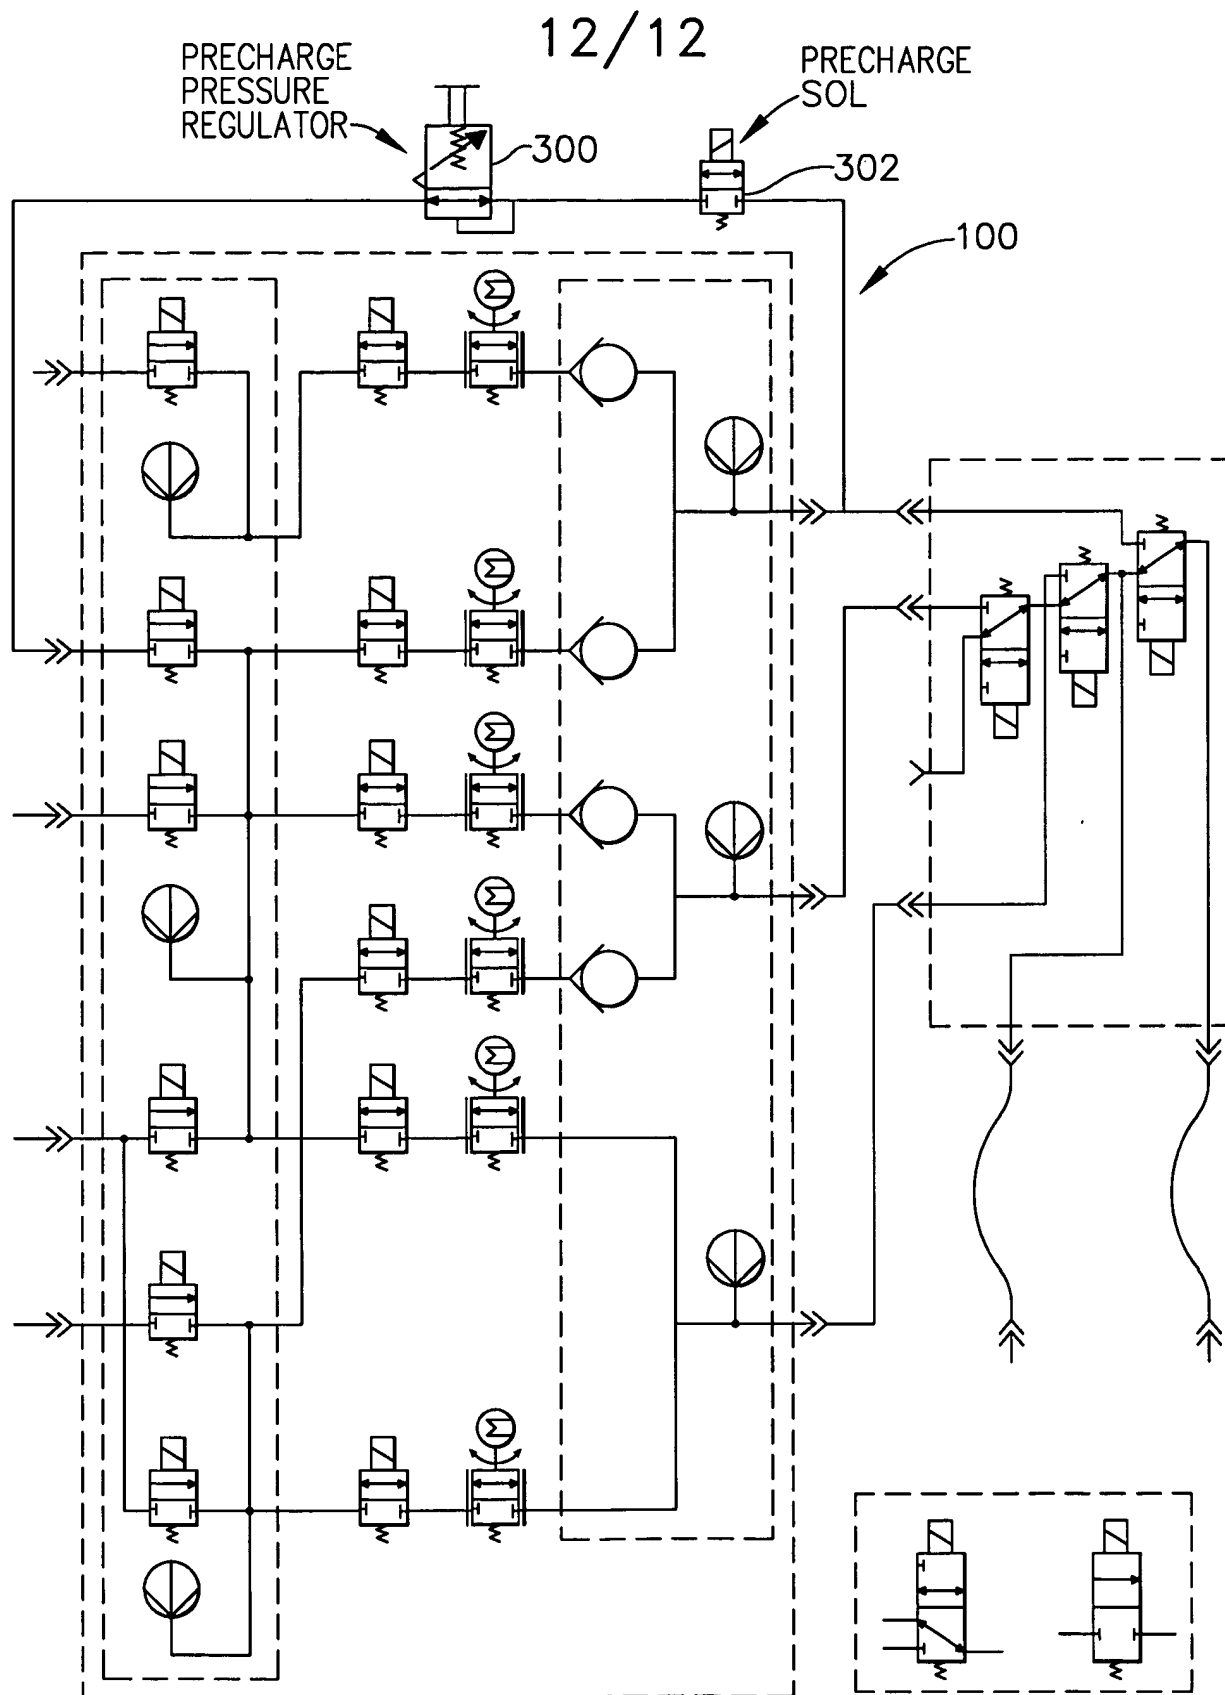 12/12
PRECHARGE
PRESSURE
REGULATOR
PRECHARGE
SOL
300
302
100